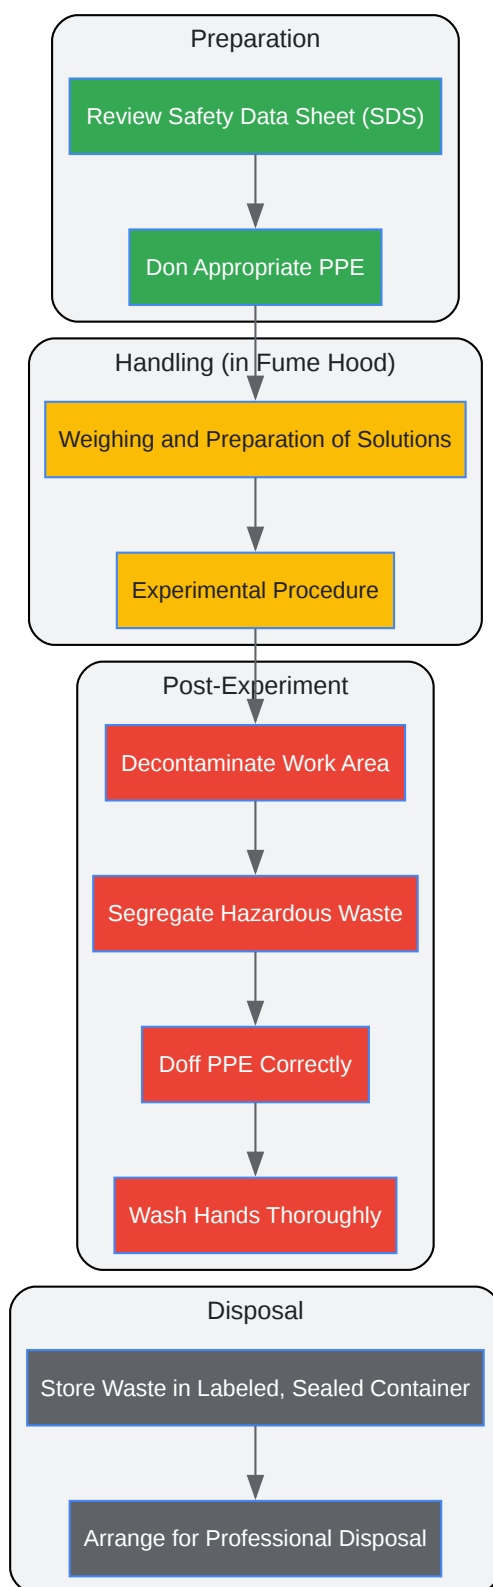 Preparation
Review Safety Data Sheet (SDS)
Don Appropriate PPE
Handling (in Fume Hood)
Weighing and Preparation of Solutions
Experimental Procedure
Post-Experiment
Decontaminate Work Area
Segregate Hazardous Waste
Doff PPE Correctly
Wash Hands Thoroughly
Disposal
Store Waste in Labeled, Sealed Container
Arrange for Professional Disposal